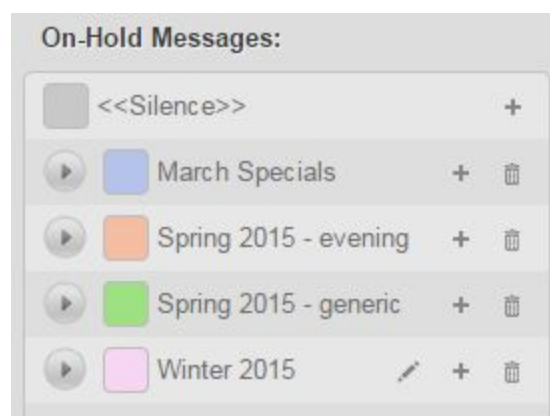 On-Hold Messages:
<<Silence>>
March Specials
Spring 2015 - evening
Spring 2015 - generic
Winter 2015